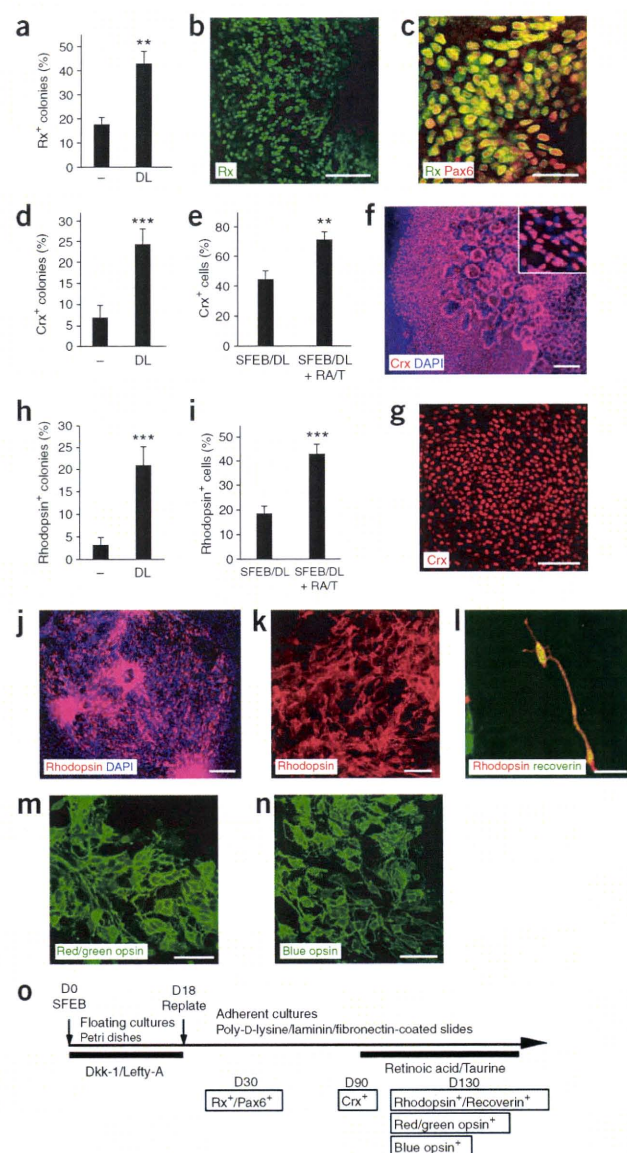 a
Rx+ colonies (%)
50
40
30
20
10
0
**
– DL
b
Rx
c
Rx Pax6
d
Crx+ colonies (%)
30
25
20
15
10
5
0
***
– DL
e
Crx+ cells (%)
80
60
40
20
0
**
SFEB/DL SFEB/DL
+ RA/T
f
Crx DAPI
h
Rhodopsin+ colonies (%)
30
25
20
15
10
5
0
***
– DL
i
Rhodopsin+ cells (%)
50
40
30
20
10
0
***
SFEB/DL SFEB/DL
+ RA/T
g
Crx
j
Rhodopsin DAPI
k
Rhodopsin
l
Rhodopsin recoverin
m
Red/green opsin
n
Blue opsin
o
D0
SFEB
D18
Replate
Floating cultures
Petri dishes
Adherent cultures
Poly-D-lysine/laminin/fibronectin-coated slides
Dkk-1/Lefty-A
Retinoic acid/Taurine
D30
Rx+/Pax6+
D90
Crx+
D130
Rhodopsin+/Recoverin+
Red/green opsin+
Blue opsin+